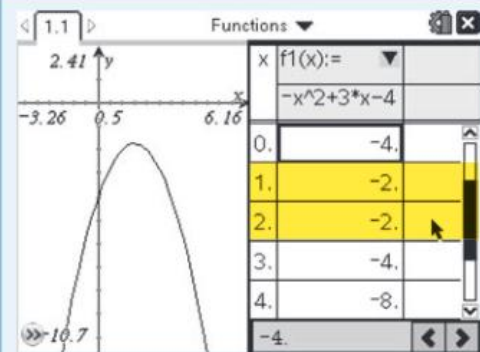 1.1 Functions
2.41 y
x
-3.26 0.5 6.16
-10.7
x f1(x):=
-x^2+3*x-4
0. -4.
1. -2.
2. -2.
3. -4.
4. -8.
-4.